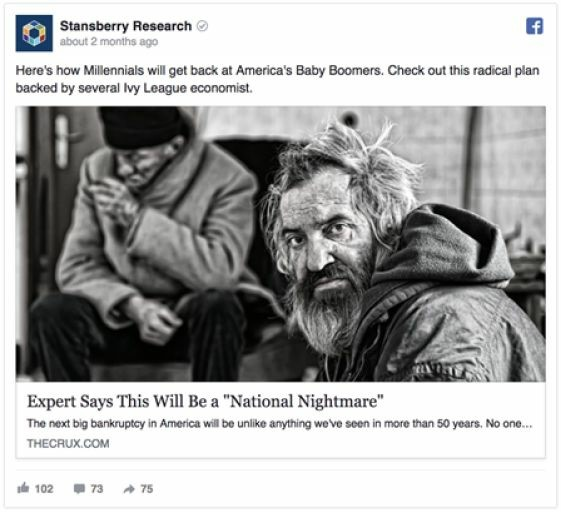 Stansberry Research
about 2 months ago
Here's how Millennials will get back at America's Baby Boomers. Check out this radical plan
backed by several Ivy League economist.
Expert Says This Will Be a "National Nightmare"
The next big bankruptcy in America will be unlike anything we've seen in more than 50 years. No one...
THECRUX.COM
102 73 75